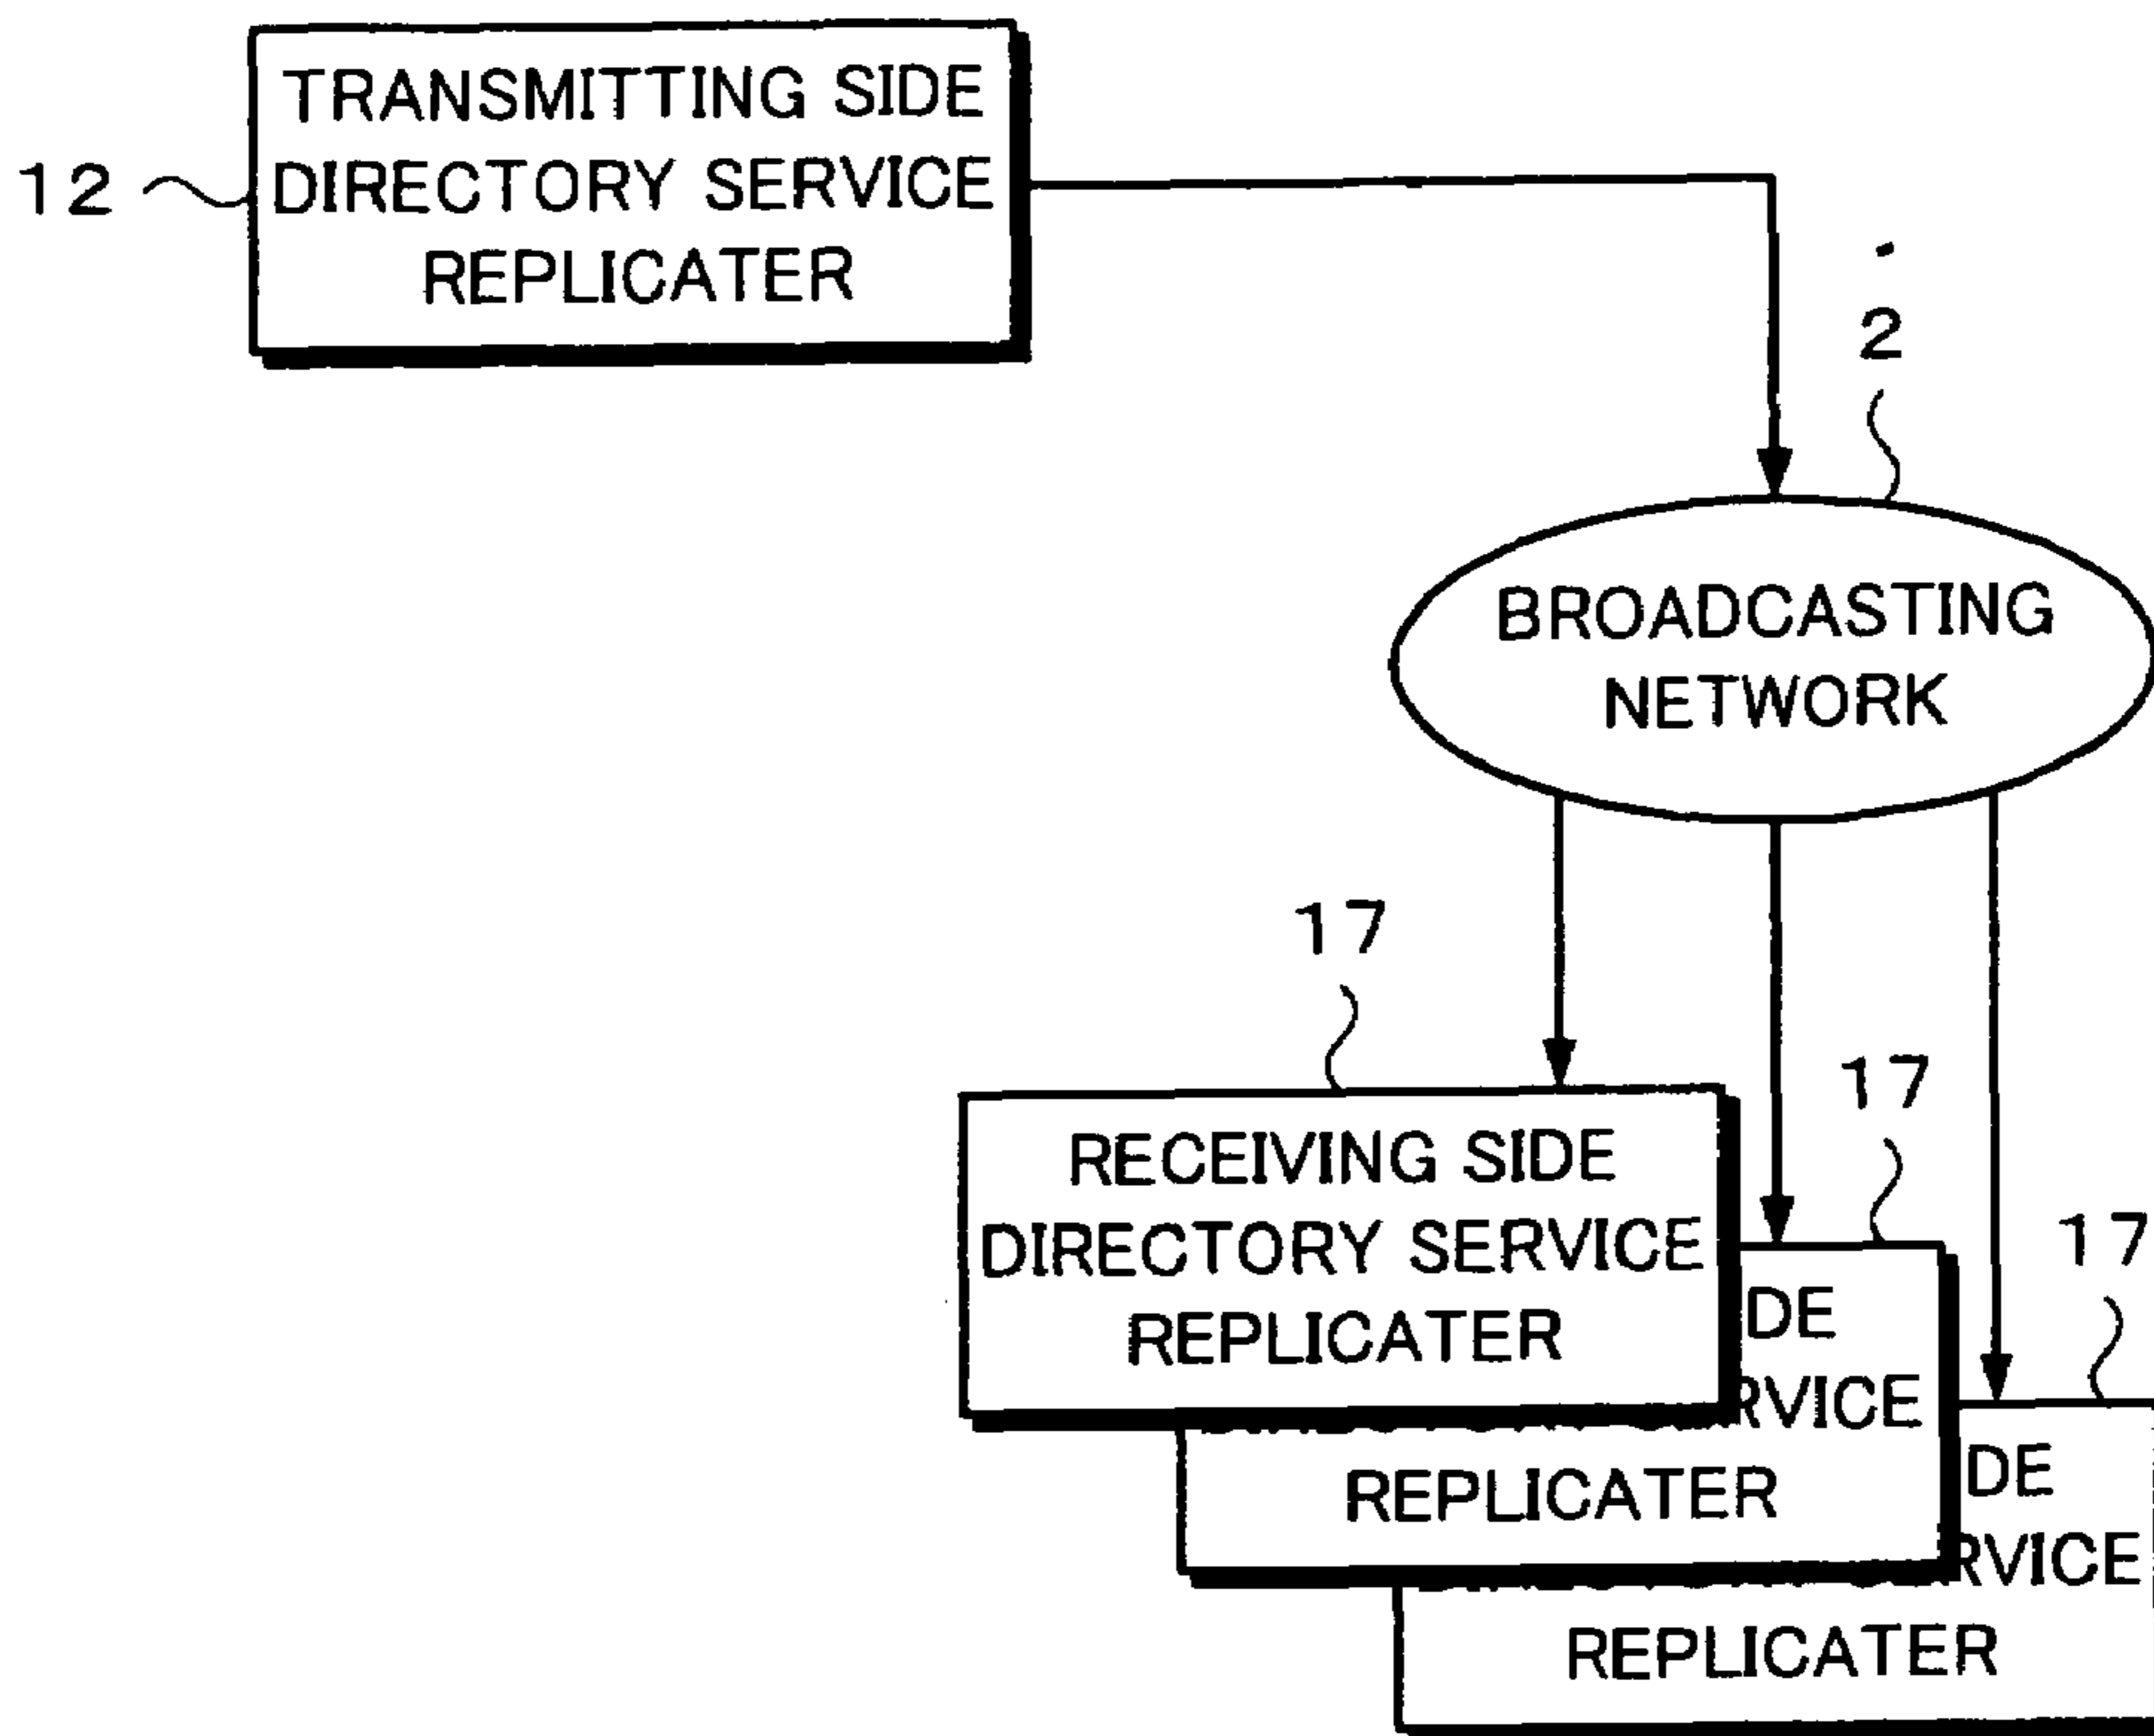 TRANSMITTING SIDE
DIRECTORY SERVICE
REPLICATER
12
2
BROADCASTING
NETWORK
17
RECEIVING SIDE
DIRECTORY SERVICE
REPLICATER
17
DE
RVICE
REPLICATER
17
DE
RVICE
REPLICATER